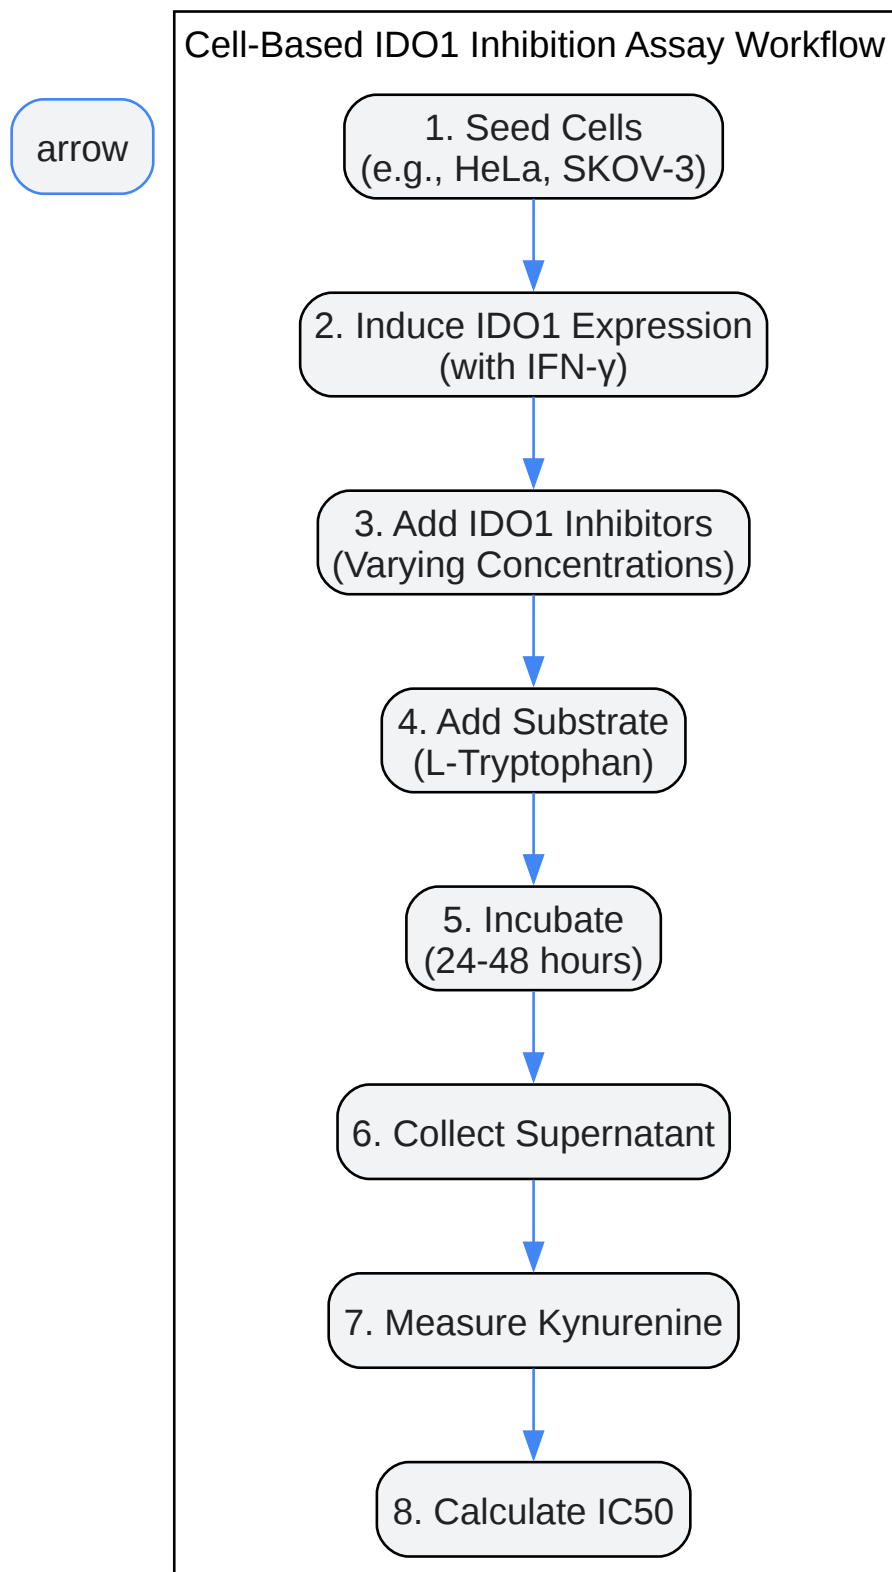 Cell-Based IDO1 Inhibition Assay Workflow
arrow
1. Seed Cells
(e.g., HeLa, SKOV-3)
2. Induce IDO1 Expression
(with IFN-γ)
3. Add IDO1 Inhibitors
(Varying Concentrations)
4. Add Substrate
(L-Tryptophan)
5. Incubate
(24-48 hours)
6. Collect Supernatant
7. Measure Kynurenine
8. Calculate IC50